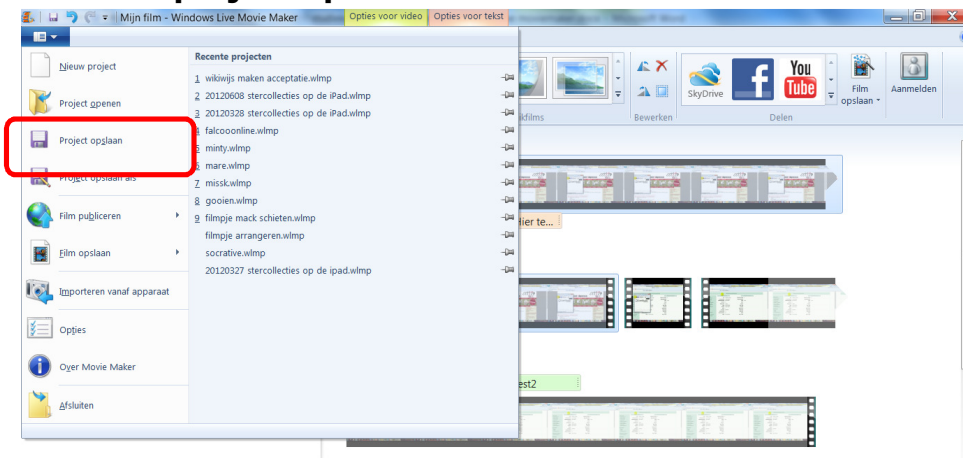 Mijn film - Windows Live Movie Maker
Opties voor video
Opties voor tekst
Nieuw project
Project openen
Project opslaan
Project opslaan als
Film publiceren
Film opslaan
Importeren vanaf apparaat
Opties
Over Movie Maker
Afsluiten
Recente projecten
1 wikiwijs maken acceptatie.wlmp
2 20120608 stercollecties op de iPad.wlmp
3 20120328 stercollecties op de iPad.wlmp
4 falcooonline.wlmp
5 minty.wlmp
6 mare.wlmp
7 missk.wlmp
8 gooien.wlmp
9 filmpje mack schieten.wlmp
filmpje arrangeren.wlmp
socrative.wlmp
20120327 stercollecties op de ipad.wlmp
Bewerken
SkyDrive
You
Tube
Delen
Film
opslaan
Aanmelden
Hier te...
est2